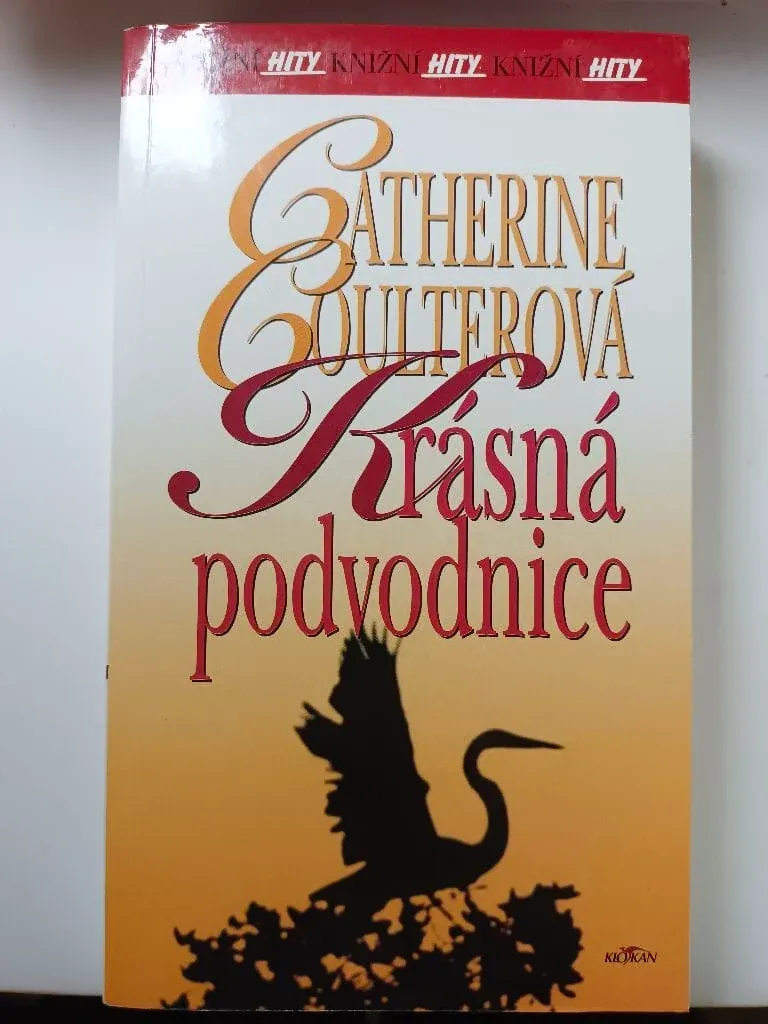 ŽNÍ HITY KNIŽNÍ HITY KNIŽNÍ HITY
CATHERINE
COULTEROVÁ
Krásná
podvodnice
KLOKAN